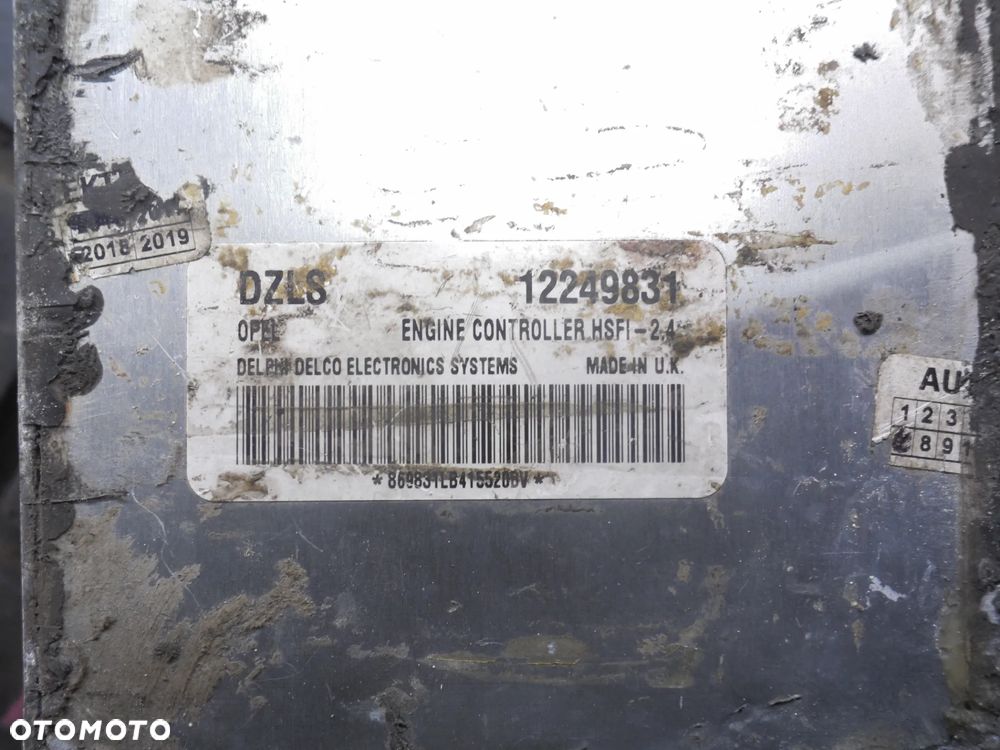 2018 2019
DZLS 12249831
OPEL ENGINE CONTROLLER HSFI-2,4
DELPHI DELCO ELECTRONICS SYSTEMS MADE IN U.K.
AU
1 2 3
8 9 1
OTOMOTO